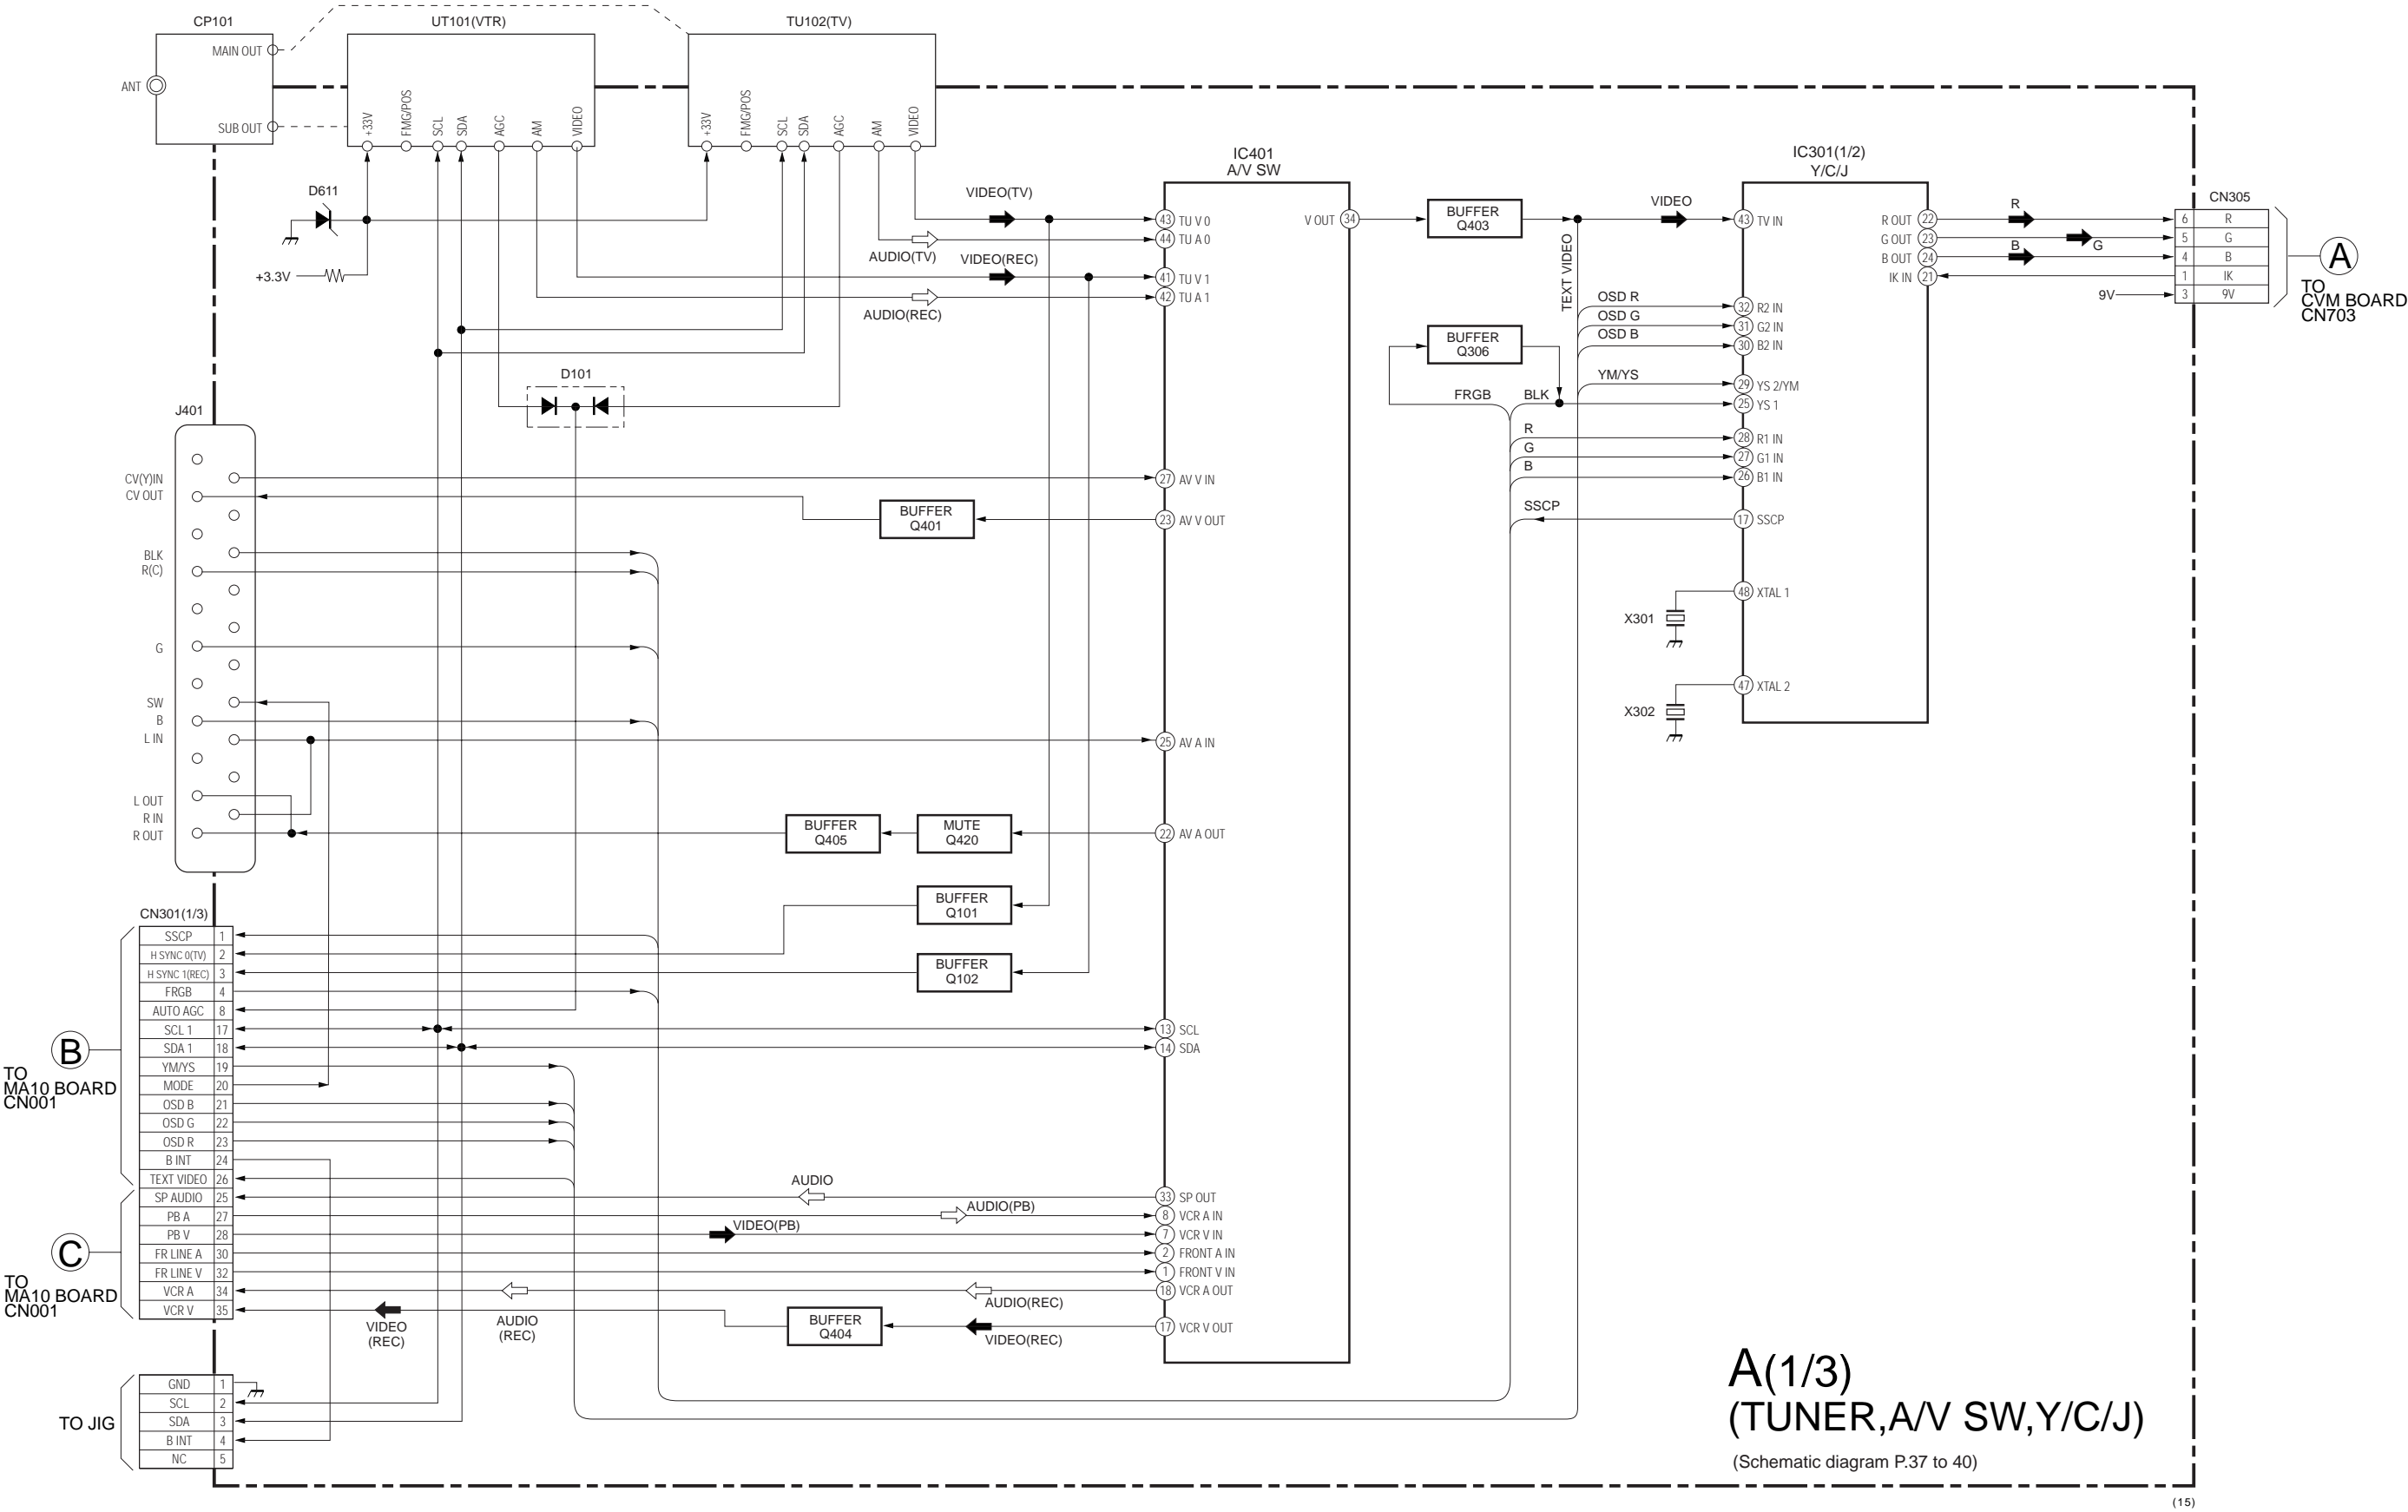 CP101
MAIN OUT
ANT
SUB OUT
UT101(VTR)
+33V
FMG/POS
SCL
SDA
AGC
AM
VIDEO
TU102(TV)
+33V
FMG/POS
SCL
SDA
AGC
AM
VIDEO
D611
+3.3V
D101
VIDEO(TV)
AUDIO(TV)
VIDEO(REC)
AUDIO(REC)
IC401
A/V SW
43 TU V 0
44 TU A 0
41 TU V 1
42 TU A 1
27 AV V IN
23 AV V OUT
25 AV A IN
22 AV A OUT
13 SCL
14 SDA
33 SP OUT
8 VCR A IN
7 VCR V IN
2 FRONT A IN
1 FRONT V IN
18 VCR A OUT
17 VCR V OUT
V OUT 34
BUFFER
Q403
VIDEO
TEXT VIDEO
BUFFER
Q306
FRGB
BLK
OSD R
OSD G
OSD B
YM/YS
R
G
B
SSCP
IC301(1/2)
Y/C/J
43 TV IN
32 R2 IN
31 G2 IN
30 B2 IN
29 YS 2/YM
25 YS 1
28 R1 IN
27 G1 IN
26 B1 IN
17 SSCP
48 XTAL 1
47 XTAL 2
X301
X302
R OUT 22
G OUT 23
B OUT 24
IK IN 21
R
G
B
9V
CN305
6 R
5 G
4 B
1 IK
3 9V
A
TO
CVM BOARD
CN703
J401
CV(Y)IN
CV OUT
BLK
R(C)
G
SW
B
L IN
L OUT
R IN
R OUT
BUFFER
Q401
BUFFER
Q405
MUTE
Q420
BUFFER
Q101
BUFFER
Q102
CN301(1/3)
SSCP 1
H SYNC 0(TV) 2
H SYNC 1(REC) 3
FRGB 4
AUTO AGC 8
SCL 1 17
SDA 1 18
YM/YS 19
MODE 20
OSD B 21
OSD G 22
OSD R 23
B INT 24
TEXT VIDEO 26
SP AUDIO 25
PB A 27
PB V 28
FR LINE A 30
FR LINE V 32
VCR A 34
VCR V 35
B
TO
MA10 BOARD
CN001
C
TO
MA10 BOARD
CN001
AUDIO
AUDIO(PB)
VIDEO(PB)
AUDIO(REC)
VIDEO(REC)
VIDEO
(REC)
AUDIO
(REC)
BUFFER
Q404
TO JIG
GND 1
SCL 2
SDA 3
B INT 4
NC 5
A(1/3)
(TUNER,A/V SW,Y/C/J)
(Schematic diagram P.37 to 40)
(15)